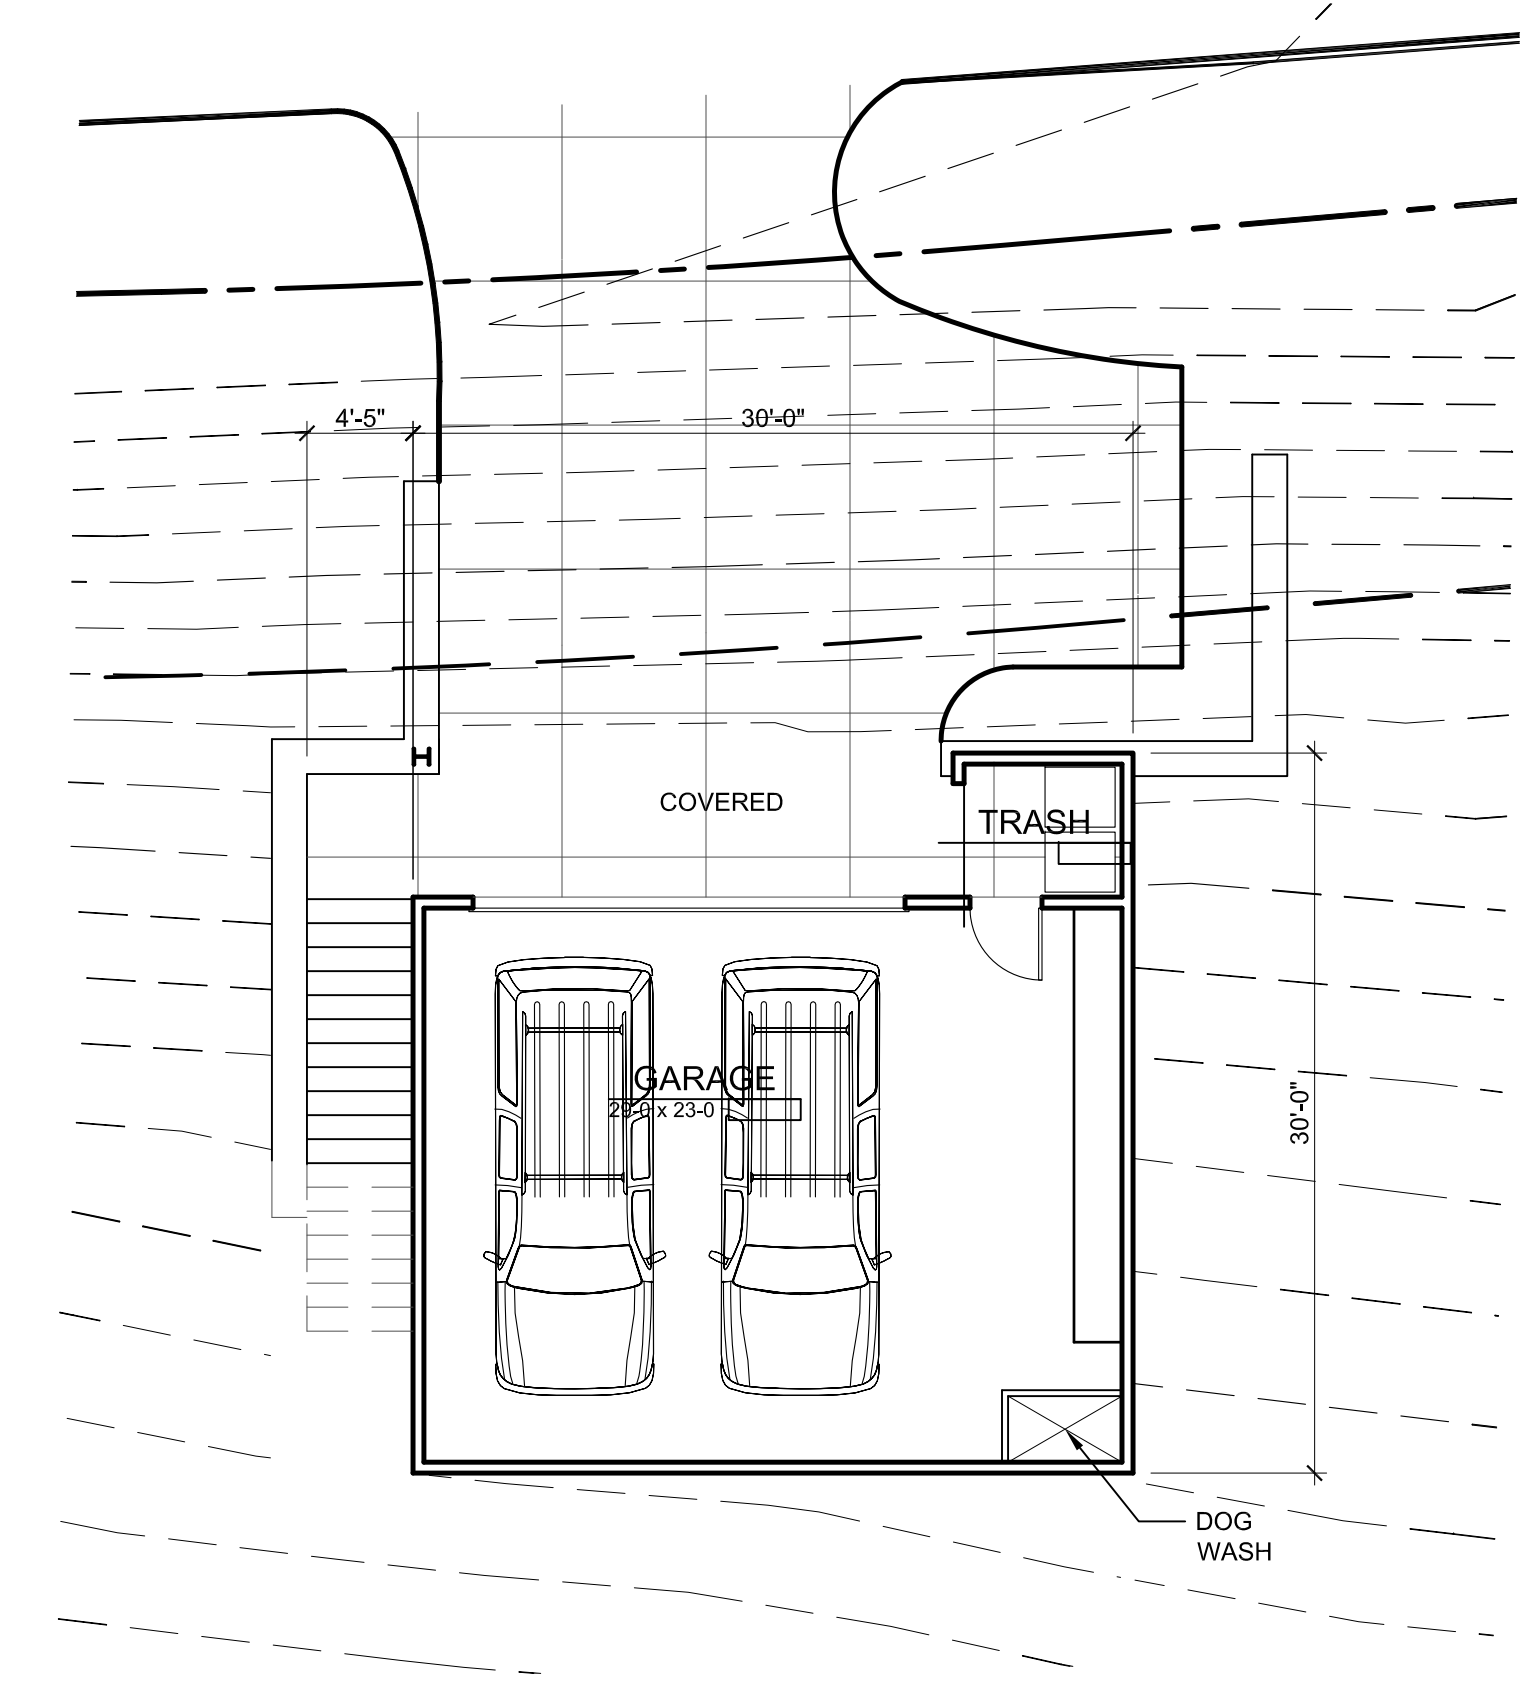 4'-5"
30'-0"
COVERED
TRASH
GARAGE
29-0 x 23-0
30'-0"
DOG
WASH